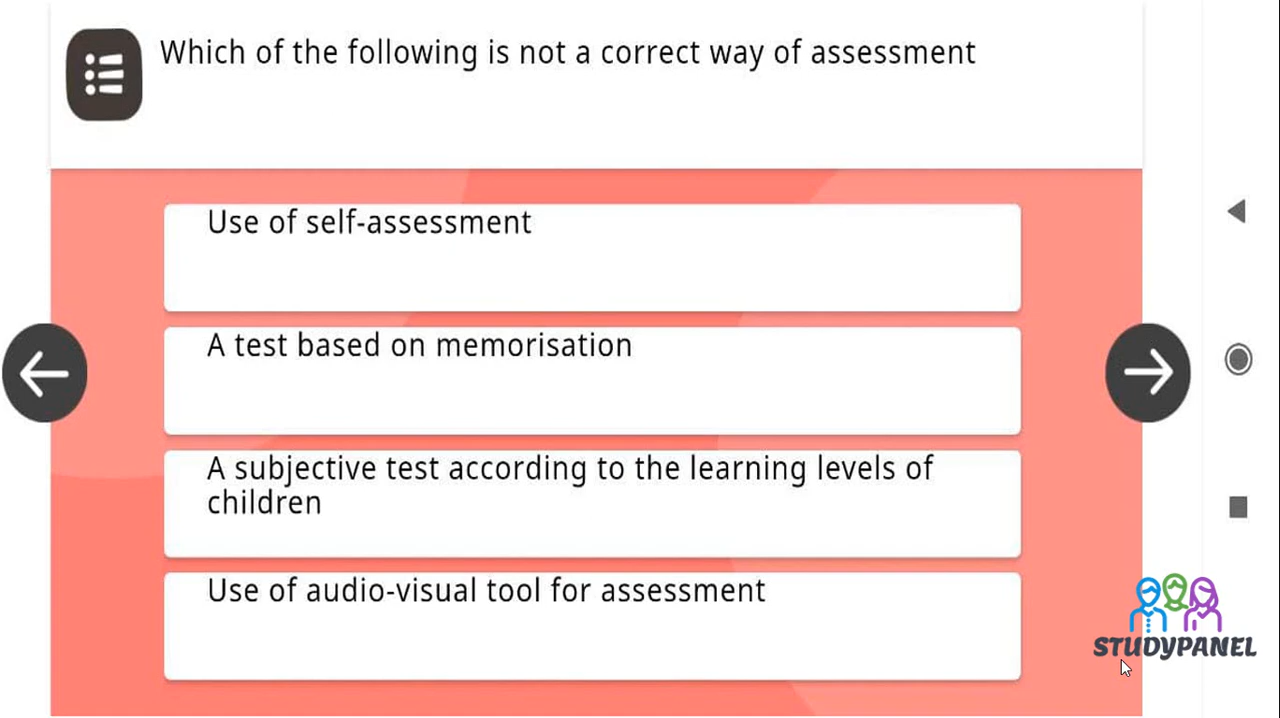 Which of the following is not a correct way of assessment
Use of self-assessment
A test based on memorisation
A subjective test according to the learning levels of
children
Use of audio-visual tool for assessment
STUDYPANEL